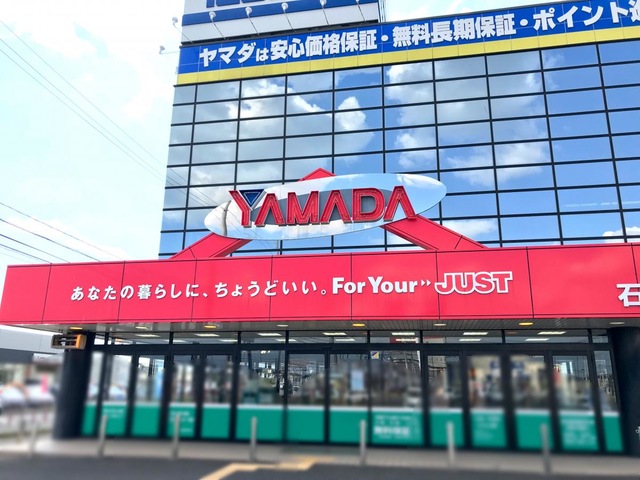 ヤマダは安心価格保証・無料長期保証・ポイント
YAMADA
あなたの暮らしに、ちょうどいい。For Your JUST
石